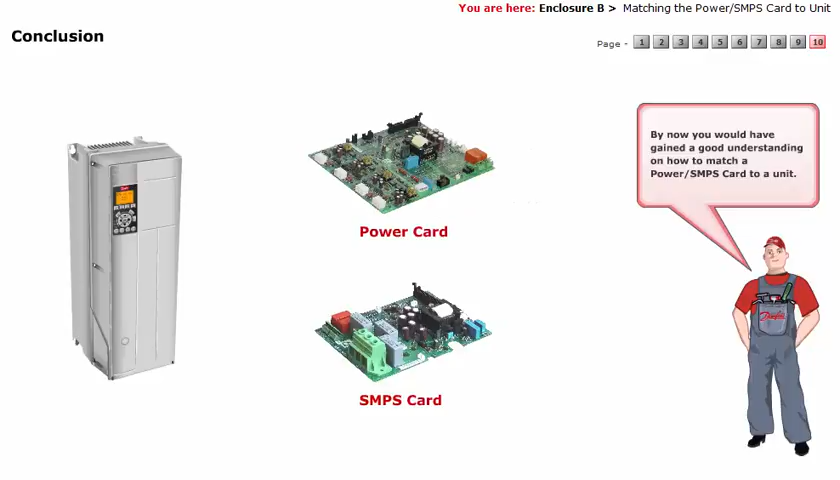 You are here: Enclosure B > Matching the Power/SMPS Card to Unit
Conclusion
Page - 1 2 3 4 5 6 7 8 9 10
By now you would have
gained a good understanding
on how to match a
Power/SMPS Card to a unit.
Power Card
SMPS Card
Danfoss